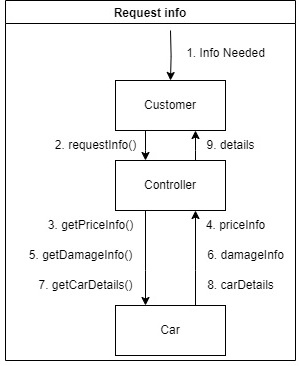 Request info
1. Info Needed
Customer
2. requestInfo()
9. details
Controller
3. getPriceInfo()
4. priceInfo
5. getDamageInfo()
6. damageInfo
7. getCarDetails()
8. carDetails
Car